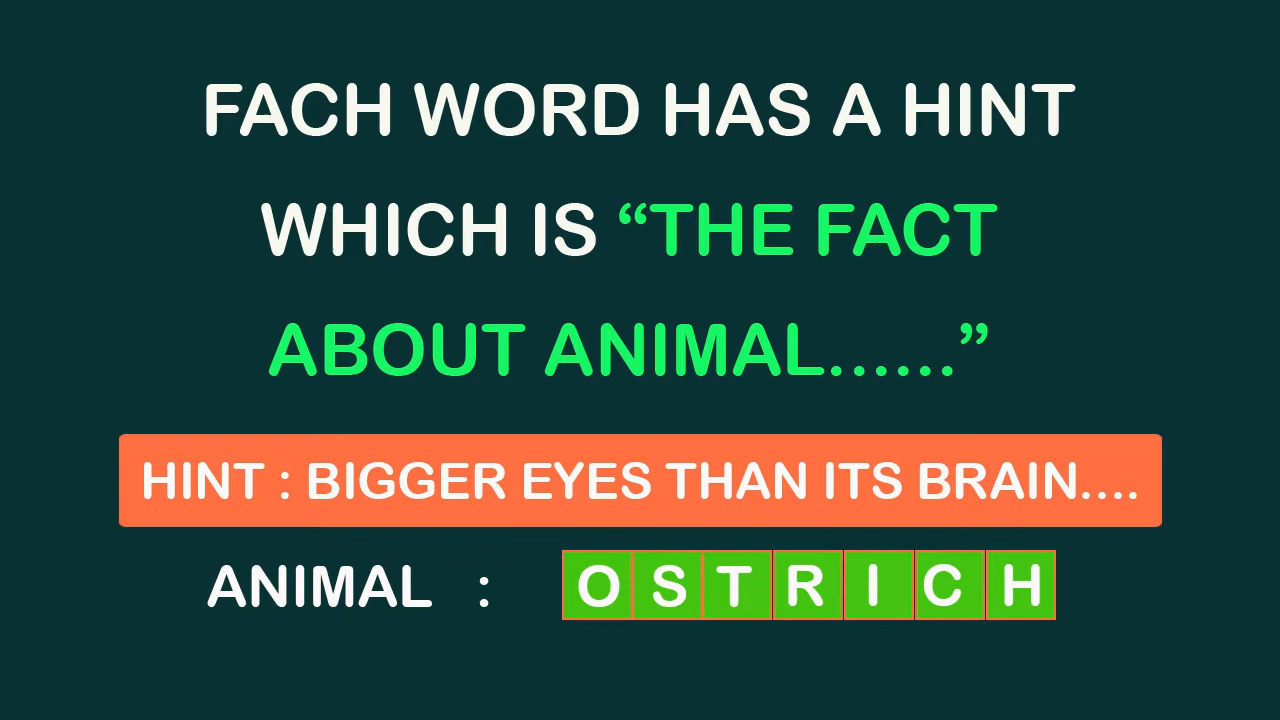 FACH WORD HAS A HINT
WHICH IS “THE FACT
ABOUT ANIMAL......”
HINT : BIGGER EYES THAN ITS BRAIN....
ANIMAL : OSTRICH